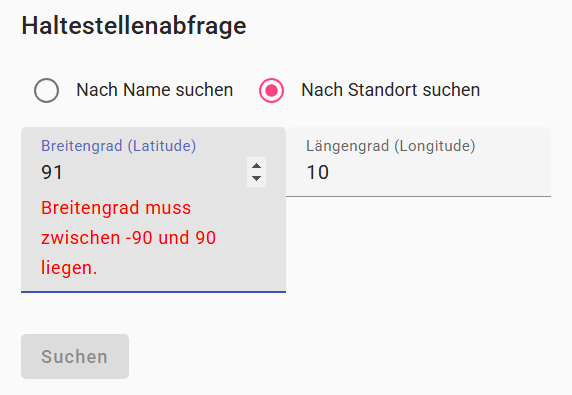 Haltestellenabfrage
Nach Name suchen Nach Standort suchen
Breitengrad (Latitude) Längengrad (Longitude)
91 10
Breitengrad muss
zwischen -90 und 90
liegen.
Suchen